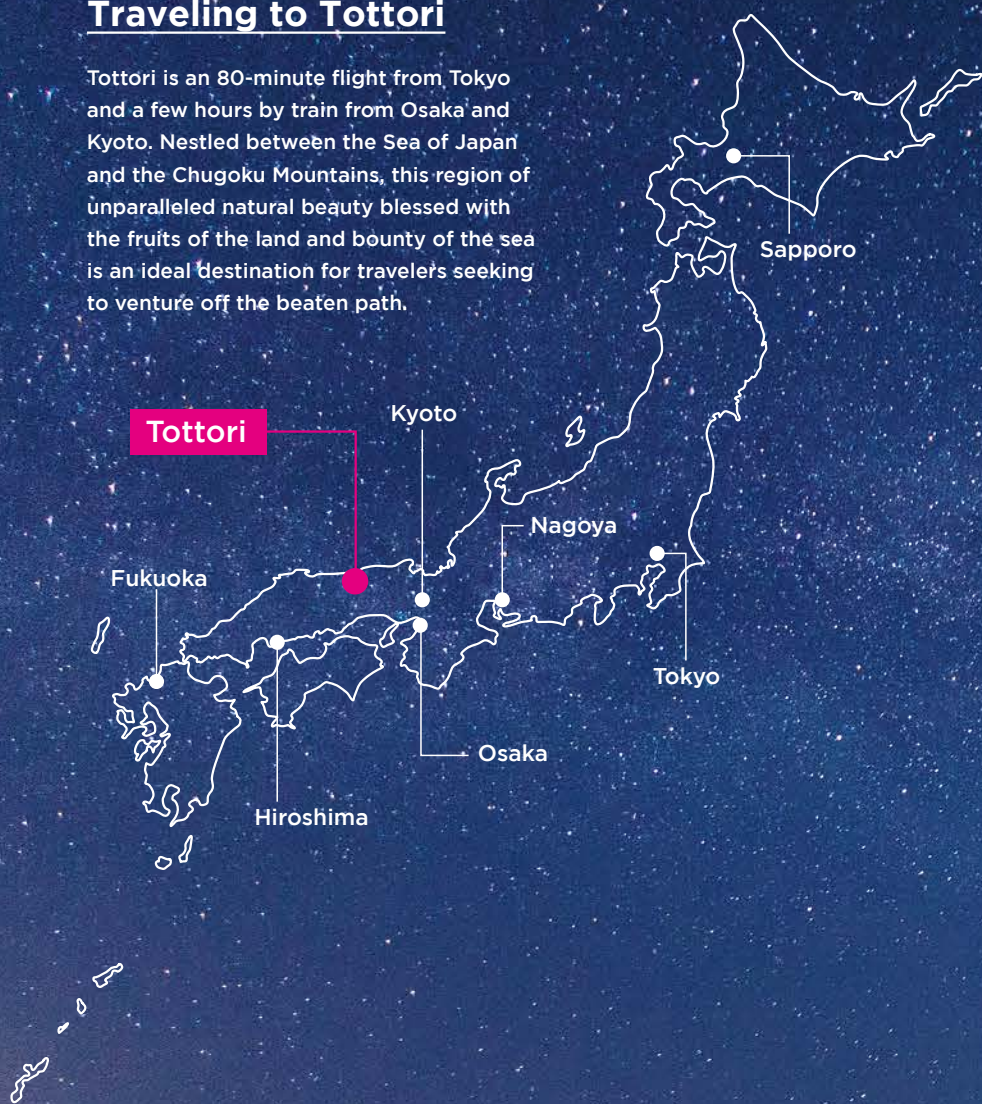 Traveling to Tottori
Tottori is an 80-minute flight from Tokyo
and a few hours by train from Osaka and
Kyoto. Nestled between the Sea of Japan
and the Chugoku Mountains, this region of
unparalleled natural beauty blessed with
the fruits of the land and bounty of the sea
is an ideal destination for travelers seeking
to venture off the beaten path.
Sapporo
Kyoto
Tottori
Nagoya
Fukuoka
Tokyo
Osaka
Hiroshima